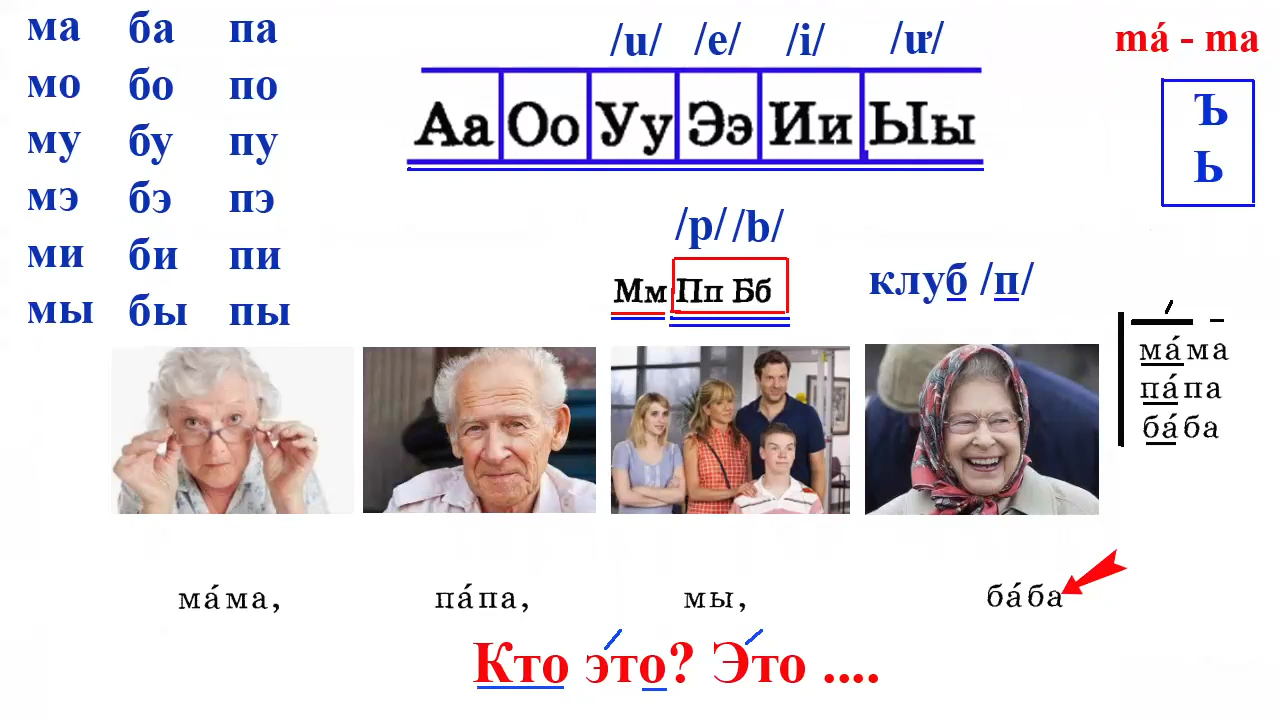 ма ба па
мо бо по
му бу пу
мэ бэ пэ
ми би пи
мы бы пы
/u/ /e/ /i/ /ư/
Аа Оо Уу Ээ Ии Ыы
má - ma
Ъ
Ь
/p/ /b/
Мм Пп Бб
клуб /п/
ма́ма
па́па
ба́ба
ма́ма, па́па, мы, ба́ба
Кто э́то? Э́то ....